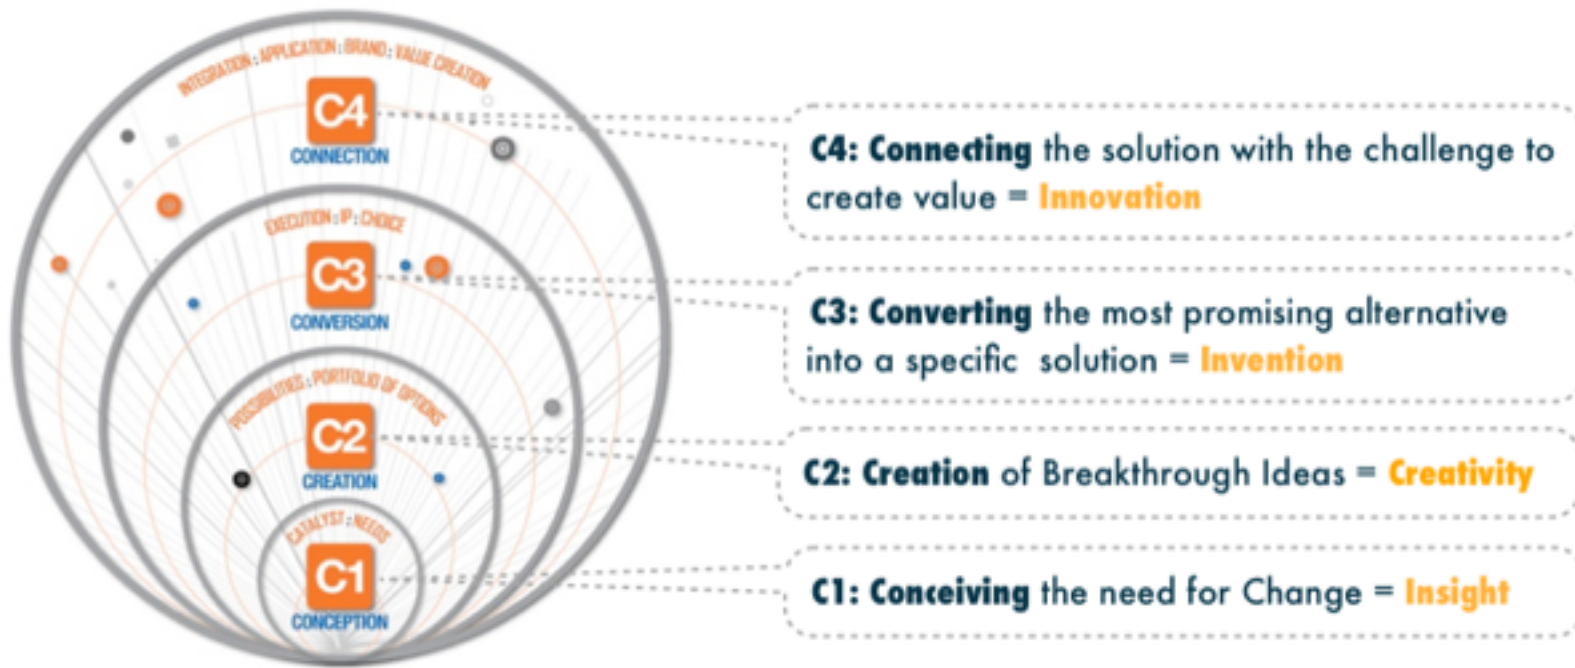 INTEGRATION : APPLICATION : BRAND : VALUE CREATION
C4
CONNECTION
EXECUTION : IP : CHOICE
C3
CONVERSION
POSSIBILITIES : PORTFOLIO OF OPTIONS
C2
CREATION
CATALYST : NEEDS
C1
CONCEPTION
C4: Connecting the solution with the challenge to
create value = Innovation
C3: Converting the most promising alternative
into a specific solution = Invention
C2: Creation of Breakthrough Ideas = Creativity
C1: Conceiving the need for Change = Insight